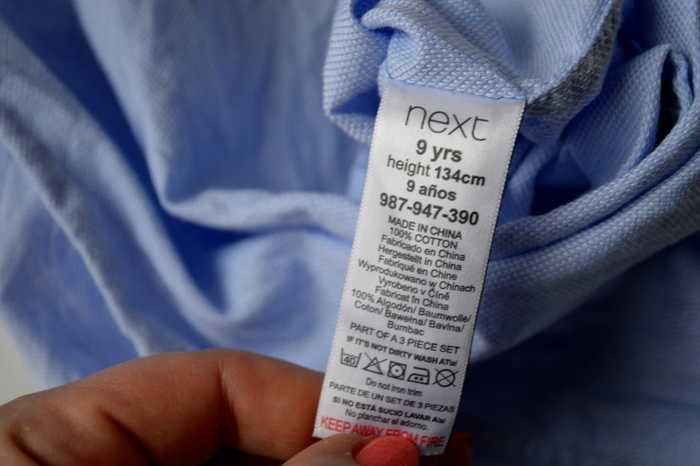 next
9 yrs
height 134cm
9 años
987-947-390
MADE IN CHINA
100% COTTON
Fabricado en China
Hergestellt in China
Fabriqué en Chine
Wyprodukowano w Chinach
Vyrobeno v Číně
Fabricat în China
100% Algodón/ Baumwolle/
Coton/ Bawełna/ Bavlna/
Bumbac
PART OF A 3 PIECE SET
IF IT'S NOT DIRTY WASH AT
40
Do not iron trim
PARTE DE UN SET DE 3 PIEZAS
SI NO ESTÁ SUCIO LAVAR A
No planchar el adorno.
KEEP AWAY FROM FIRE